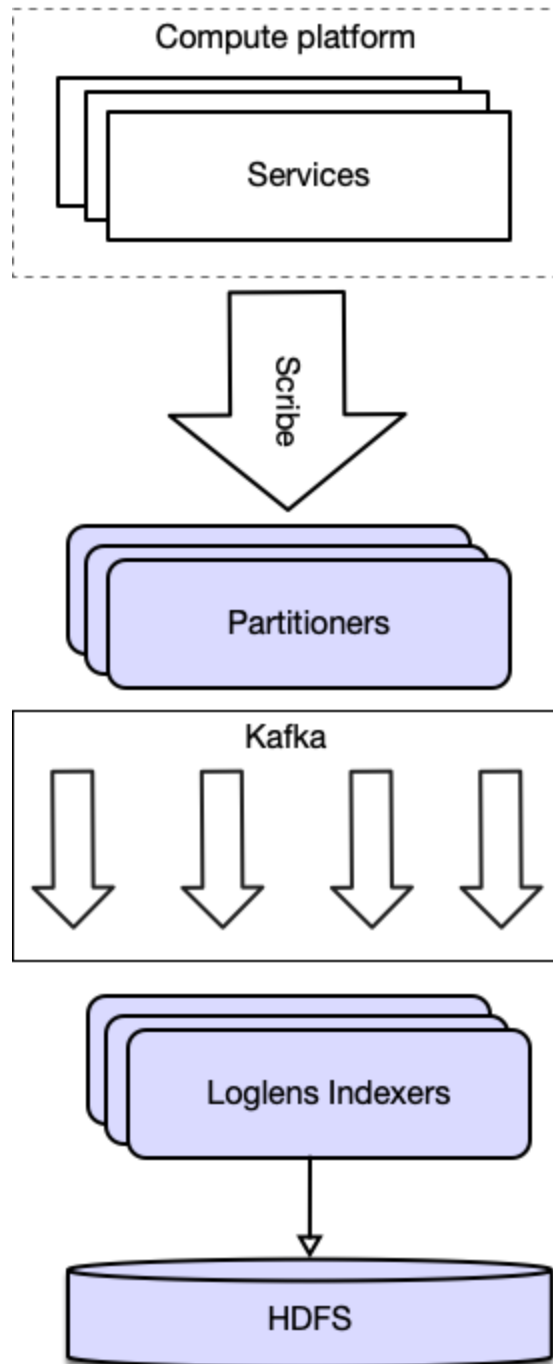 Compute platform
Services
Scribe
Partitioners
Kafka
Loglens Indexers
HDFS